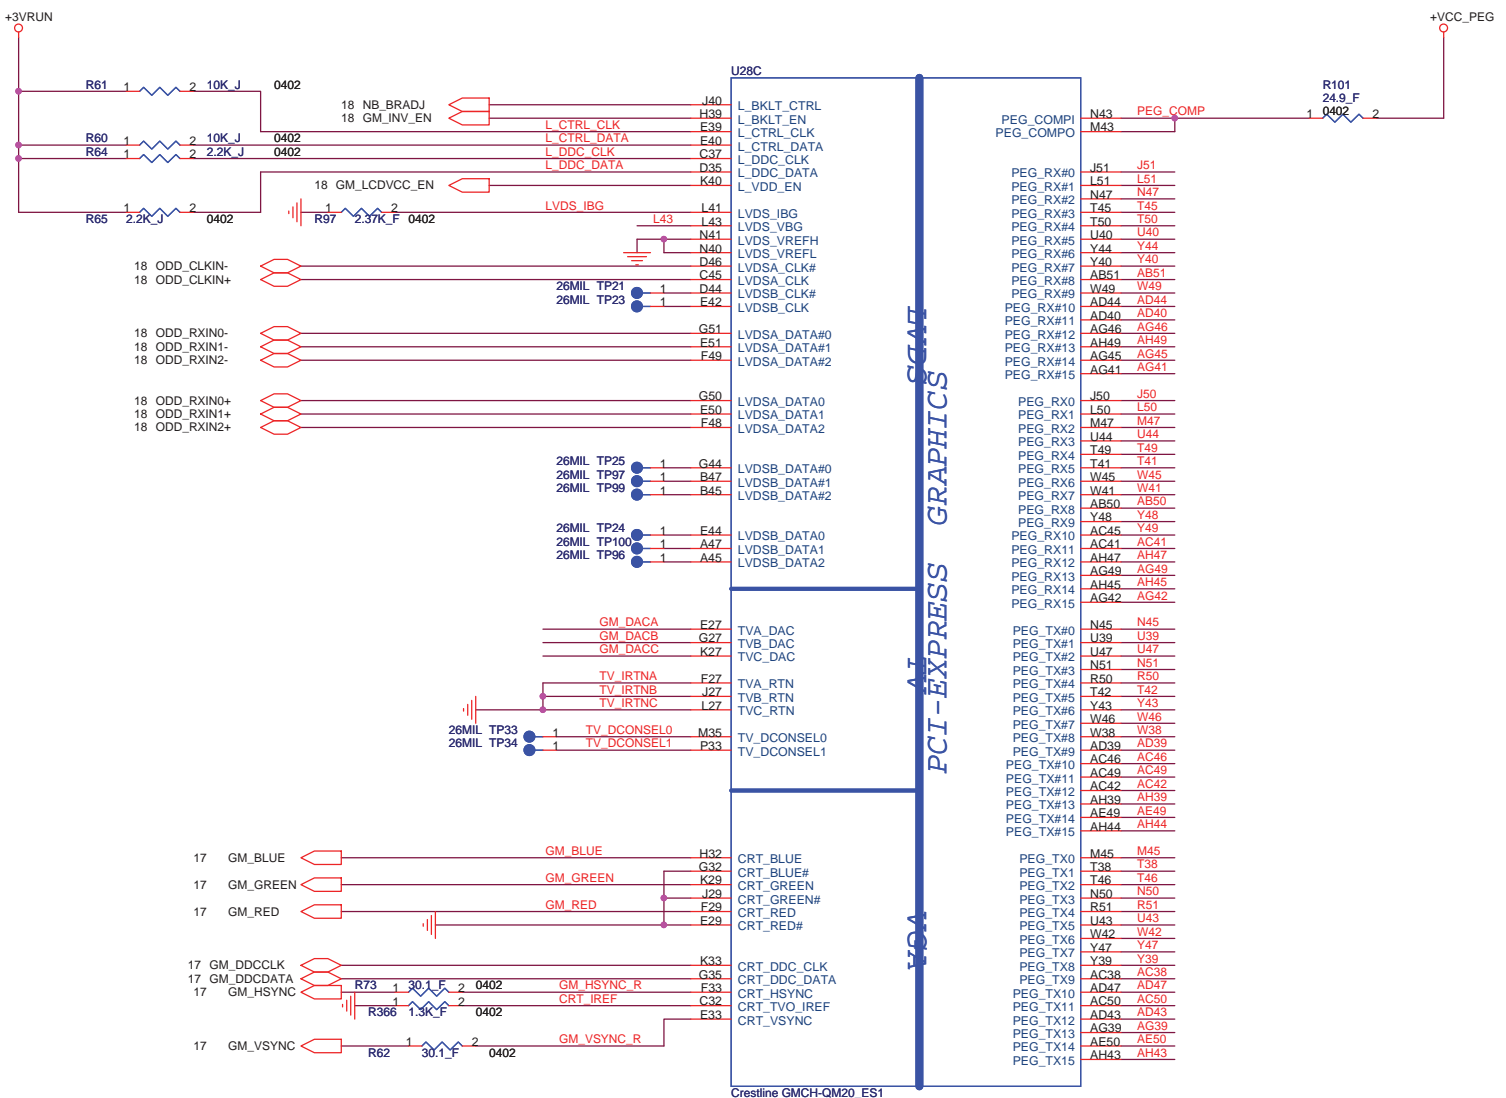 +3VRUN
+VCC_PEG
U28C
R61 1 2 10K_J 0402
R60 1 2 10K_J 0402
R64 1 2 2.2K_J 0402
R65 1 2 2.2K_J 0402
R97 1 2 2.37K_F 0402
R101
24.9_F
0402
1 2
18 NB_BRADJ J40 L_BKLT_CTRL
18 GM_INV_EN H39 L_BKLT_EN
L_CTRL_CLK E39 L_CTRL_CLK
L_CTRL_DATA E40 L_CTRL_DATA
L_DDC_CLK C37 L_DDC_CLK
L_DDC_DATA D35 L_DDC_DATA
18 GM_LCDVCC_EN K40 L_VDD_EN
LVDS_IBG L41 LVDS_IBG
L43 L43 LVDS_VBG
N41 LVDS_VREFH
N40 LVDS_VREFL
18 ODD_CLKIN- D46 LVDSA_CLK#
18 ODD_CLKIN+ C45 LVDSA_CLK
26MIL TP21 1 D44 LVDSB_CLK#
26MIL TP23 1 E42 LVDSB_CLK
18 ODD_RXIN0- G51 LVDSA_DATA#0
18 ODD_RXIN1- E51 LVDSA_DATA#1
18 ODD_RXIN2- F49 LVDSA_DATA#2
18 ODD_RXIN0+ G50 LVDSA_DATA0
18 ODD_RXIN1+ E50 LVDSA_DATA1
18 ODD_RXIN2+ F48 LVDSA_DATA2
26MIL TP25 1 G44 LVDSB_DATA#0
26MIL TP97 1 B47 LVDSB_DATA#1
26MIL TP99 1 B45 LVDSB_DATA#2
26MIL TP24 1 E44 LVDSB_DATA0
26MIL TP100 1 A47 LVDSB_DATA1
26MIL TP96 1 A45 LVDSB_DATA2
GM_DACA E27 TVA_DAC
GM_DACB G27 TVB_DAC
GM_DACC K27 TVC_DAC
TV_IRTNA F27 TVA_RTN
TV_IRTNB J27 TVB_RTN
TV_IRTNC L27 TVC_RTN
26MIL TP33 1 TV_DCONSEL0 M35 TV_DCONSEL0
26MIL TP34 1 TV_DCONSEL1 P33 TV_DCONSEL1
17 GM_BLUE GM_BLUE H32 CRT_BLUE
G32 CRT_BLUE#
17 GM_GREEN GM_GREEN K29 CRT_GREEN
J29 CRT_GREEN#
17 GM_RED GM_RED F29 CRT_RED
E29 CRT_RED#
17 GM_DDCCLK K33 CRT_DDC_CLK
17 GM_DDCDATA G35 CRT_DDC_DATA
17 GM_HSYNC R73 1 30.1_F 2 0402 GM_HSYNC_R F33 CRT_HSYNC
R366 1 1.3K_F 2 0402 CRT_IREF C32 CRT_TVO_IREF
E33 CRT_VSYNC
17 GM_VSYNC R62 1 30.1_F 2 0402 GM_VSYNC_R
LVDS
TV
VGA
PCI-EXPRESS GRAPHICS
PEG_COMPI N43 PEG_COMP
PEG_COMPO M43
PEG_RX#0 J51 J51
PEG_RX#1 L51 L51
PEG_RX#2 N47 N47
PEG_RX#3 T45 T45
PEG_RX#4 T50 T50
PEG_RX#5 U40 U40
PEG_RX#6 Y44 Y44
PEG_RX#7 Y40 Y40
PEG_RX#8 AB51 AB51
PEG_RX#9 W49 W49
PEG_RX#10 AD44 AD44
PEG_RX#11 AD40 AD40
PEG_RX#12 AG46 AG46
PEG_RX#13 AH49 AH49
PEG_RX#14 AG45 AG45
PEG_RX#15 AG41 AG41
PEG_RX0 J50 J50
PEG_RX1 L50 L50
PEG_RX2 M47 M47
PEG_RX3 U44 U44
PEG_RX4 T49 T49
PEG_RX5 T41 T41
PEG_RX6 W45 W45
PEG_RX7 W41 W41
PEG_RX8 AB50 AB50
PEG_RX9 Y48 Y48
PEG_RX10 AC45 Y49
PEG_RX11 AC41 AC41
PEG_RX12 AH47 AH47
PEG_RX13 AG49 AG49
PEG_RX14 AH45 AH45
PEG_RX15 AG42 AG42
PEG_TX#0 N45 N45
PEG_TX#1 U39 U39
PEG_TX#2 U47 U47
PEG_TX#3 N51 N51
PEG_TX#4 R50 R50
PEG_TX#5 T42 T42
PEG_TX#6 Y43 Y43
PEG_TX#7 W46 W46
PEG_TX#8 W38 W38
PEG_TX#9 AD39 AD39
PEG_TX#10 AC46 AC46
PEG_TX#11 AC49 AC49
PEG_TX#12 AC42 AC42
PEG_TX#13 AH39 AH39
PEG_TX#14 AE49 AE49
PEG_TX#15 AH44 AH44
PEG_TX0 M45 M45
PEG_TX1 T38 T38
PEG_TX2 T46 T46
PEG_TX3 N50 N50
PEG_TX4 R51 R51
PEG_TX5 U43 U43
PEG_TX6 W42 W42
PEG_TX7 Y47 Y47
PEG_TX8 Y39 Y39
PEG_TX9 AC38 AC38
PEG_TX10 AD47 AD47
PEG_TX11 AC50 AC50
PEG_TX12 AD43 AD43
PEG_TX13 AG39 AG39
PEG_TX14 AE50 AE50
PEG_TX15 AH43 AH43
Crestline GMCH-QM20_ES1